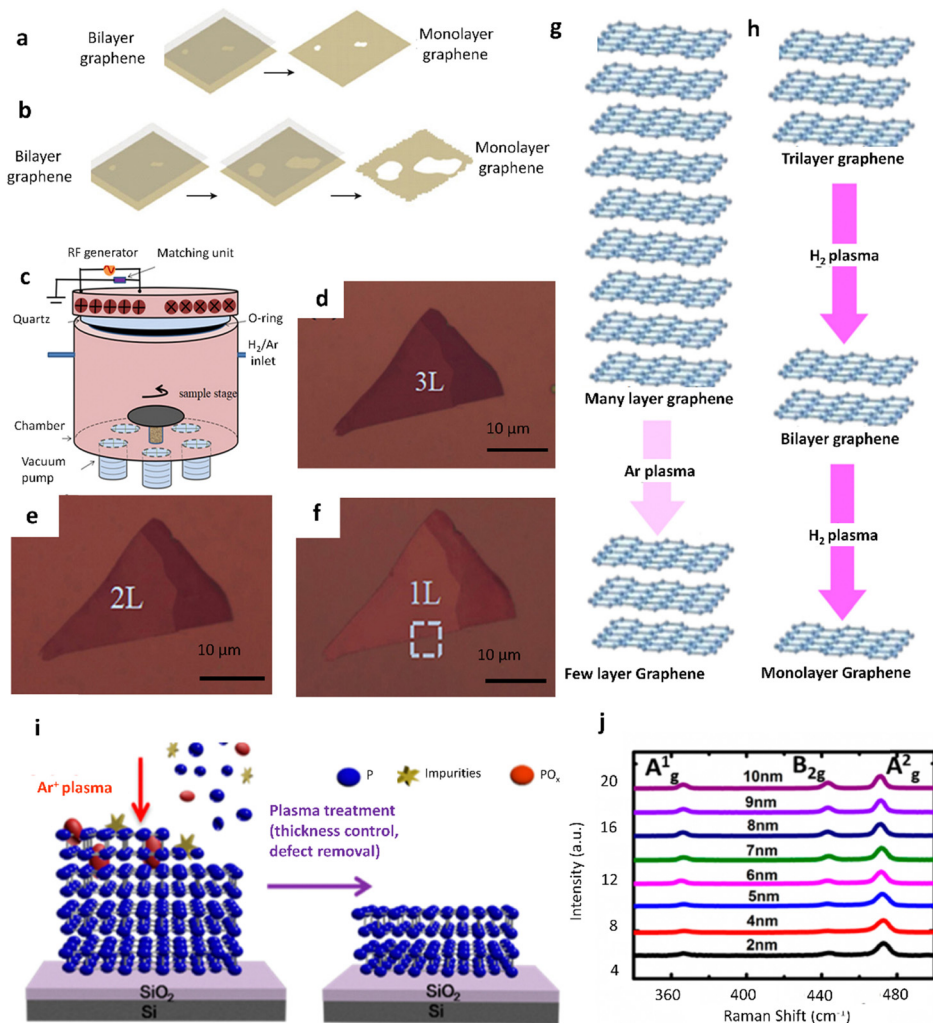 a
Bilayer
graphene
Monolayer
graphene
b
Bilayer
graphene
Monolayer
graphene
c
RF generator
Matching unit
Quartz
O-ring
H₂/Ar
inlet
sample stage
Chamber
Vacuum
pump
d
3L
10 μm
e
2L
10 μm
f
1L
10 μm
g
Many layer graphene
Ar plasma
Few layer Graphene
h
Trilayer graphene
H₂ plasma
Bilayer graphene
H₂ plasma
Monolayer Graphene
i
Ar⁺ plasma
P
Impurities
POₓ
Plasma treatment
(thickness control,
defect removal)
SiO₂
Si
SiO₂
Si
j
A¹g
B₂g
A²g
10nm
9nm
8nm
7nm
6nm
5nm
4nm
2nm
20
16
12
8
4
Intensity (a.u.)
360
400
440
480
Raman Shift (cm⁻¹)